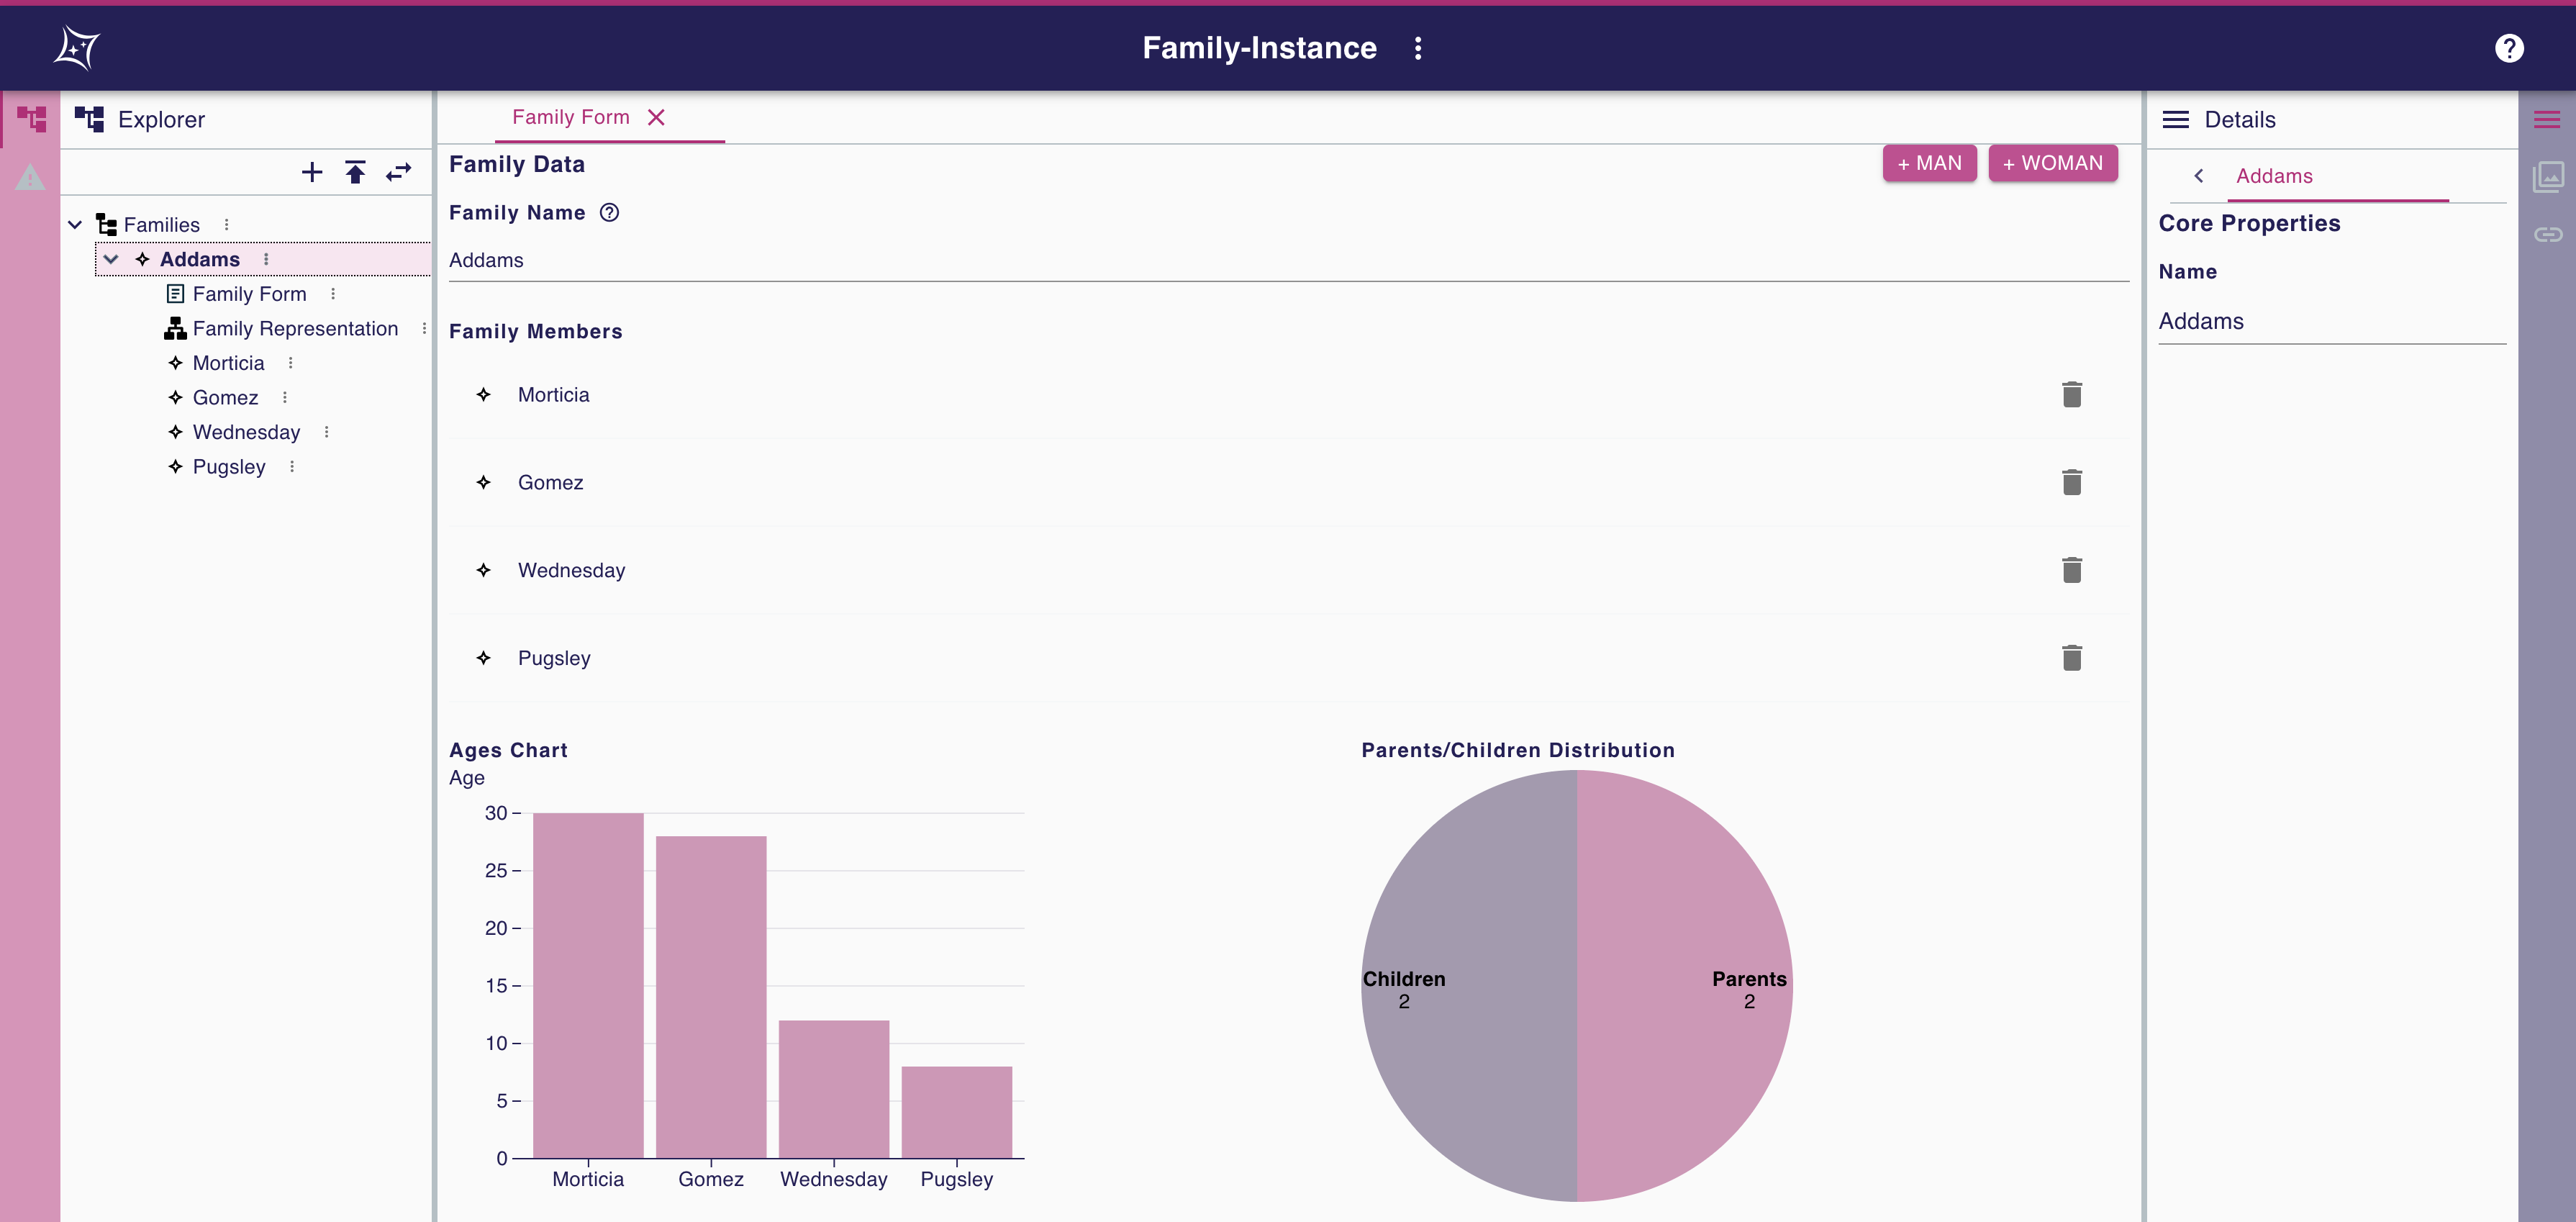 Family-Instance
Explorer
Families
Addams
Family Form
Family Representation
Morticia
Gomez
Wednesday
Pugsley
Family Form
Family Data
+ MAN
+ WOMAN
Family Name
Addams
Family Members
Morticia
Gomez
Wednesday
Pugsley
Ages Chart
Age
30
25
20
15
10
5
0
Morticia Gomez Wednesday Pugsley
Parents/Children Distribution
Children
2
Parents
2
Details
Addams
Core Properties
Name
Addams